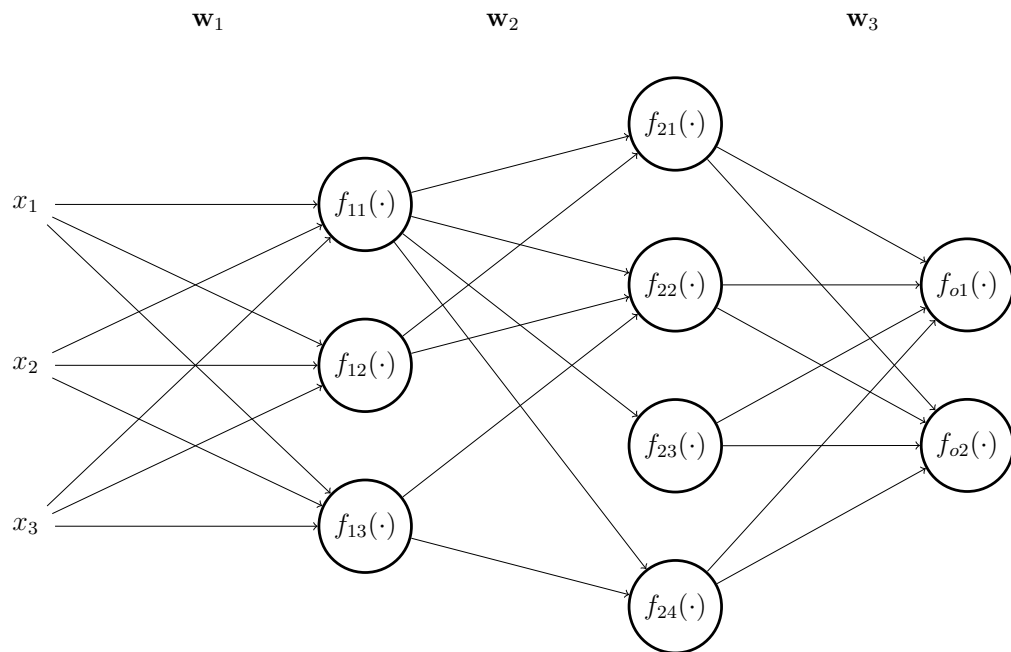 w₁ w₂ w₃
f₂₁(·)
x₁ f₁₁(·)
f₂₂(·) fₒ₁(·)
x₂ f₁₂(·)
f₂₃(·) fₒ₂(·)
x₃ f₁₃(·)
f₂₄(·)